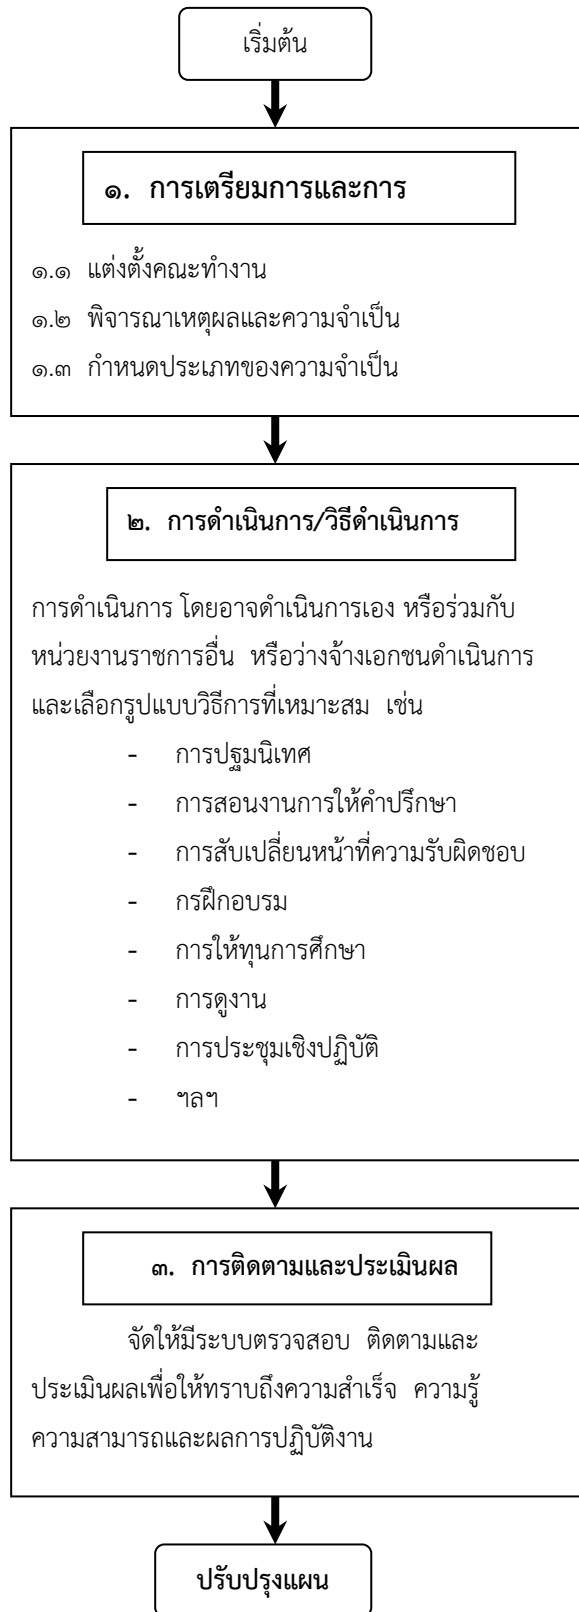 เริ่มต้น
๑. การเตรียมการและการ
๑.๑ แต่งตั้งคณะทำงาน
๑.๒ พิจารณาเหตุผลและความจำเป็น
๑.๓ กำหนดประเภทของความจำเป็น
๒. การดำเนินการ/วิธีดำเนินการ
การดำเนินการ โดยอาจดำเนินการเอง หรือร่วมกับ
หน่วยงานราชการอื่น หรือว่างจ้างเอกชนดำเนินการ
และเลือกรูปแบบวิธีการที่เหมาะสม เช่น
- การปฐมนิเทศ
- การสอนงานการให้คำปรึกษา
- การสับเปลี่ยนหน้าที่ความรับผิดชอบ
- กรฝึกอบรม
- การให้ทุนการศึกษา
- การดูงาน
- การประชุมเชิงปฏิบัติ
- ฯลฯ
๓. การติดตามและประเมินผล
จัดให้มีระบบตรวจสอบ ติดตามและ
ประเมินผลเพื่อให้ทราบถึงความสำเร็จ ความรู้
ความสามารถและผลการปฏิบัติงาน
ปรับปรุงแผน